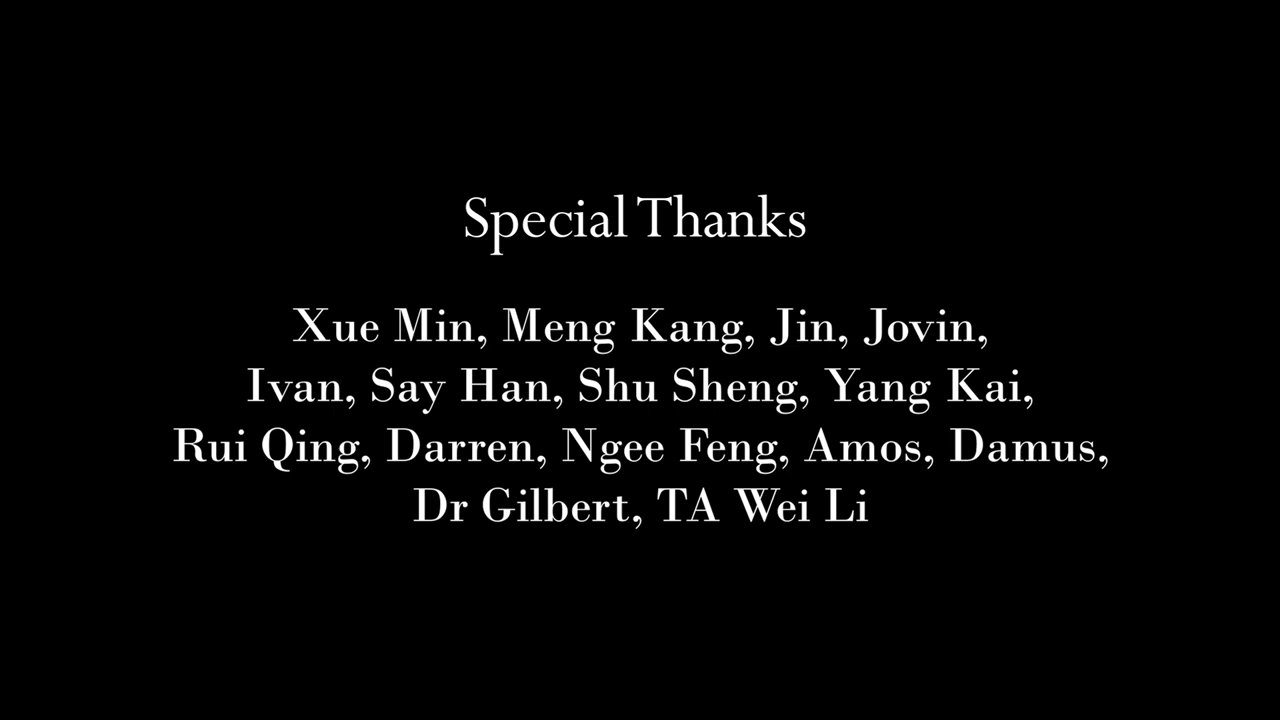 Special Thanks
Xue Min, Meng Kang, Jin, Jovin,
Ivan, Say Han, Shu Sheng, Yang Kai,
Rui Qing, Darren, Ngee Feng, Amos, Damus,
Dr Gilbert, TA Wei Li